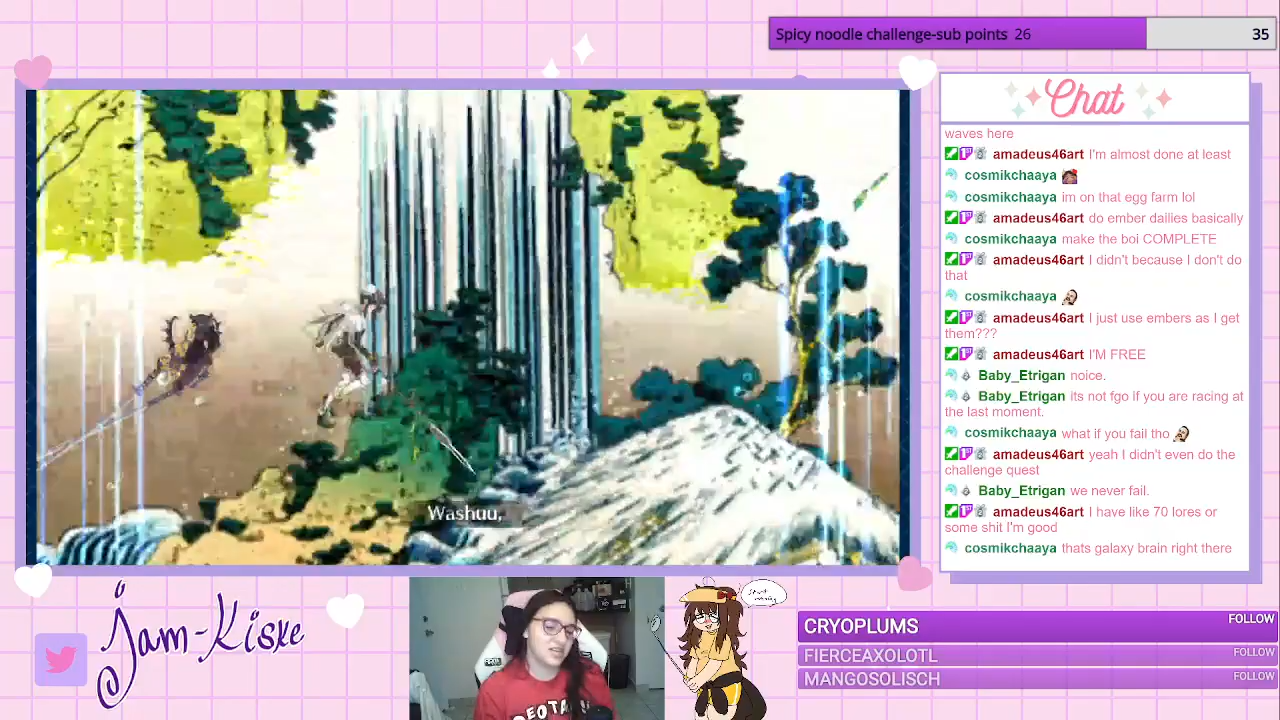 Spicy noodle challenge-sub points 26 35
Chat
waves here
amadeus46art I'm almost done at least
cosmikchaaya
cosmikchaaya im on that egg farm lol
amadeus46art do ember dailies basically
cosmikchaaya make the boi COMPLETE
amadeus46art I didn't because I don't do
that
cosmikchaaya
amadeus46art I just use embers as I get
them???
amadeus46art I'M FREE
Baby_Etrigan noice.
Baby_Etrigan its not fgo if you are racing at
the last moment.
cosmikchaaya what if you fail tho
amadeus46art yeah I didn't even do the
challenge quest
Baby_Etrigan we never fail.
amadeus46art I have like 70 lores or
some shit I'm good
cosmikchaaya thats galaxy brain right there
Washuu,
Jam-Kiske
CRYOPLUMS FOLLOW
FIERCEAXOLOTL FOLLOW
MANGOSOLISCH FOLLOW